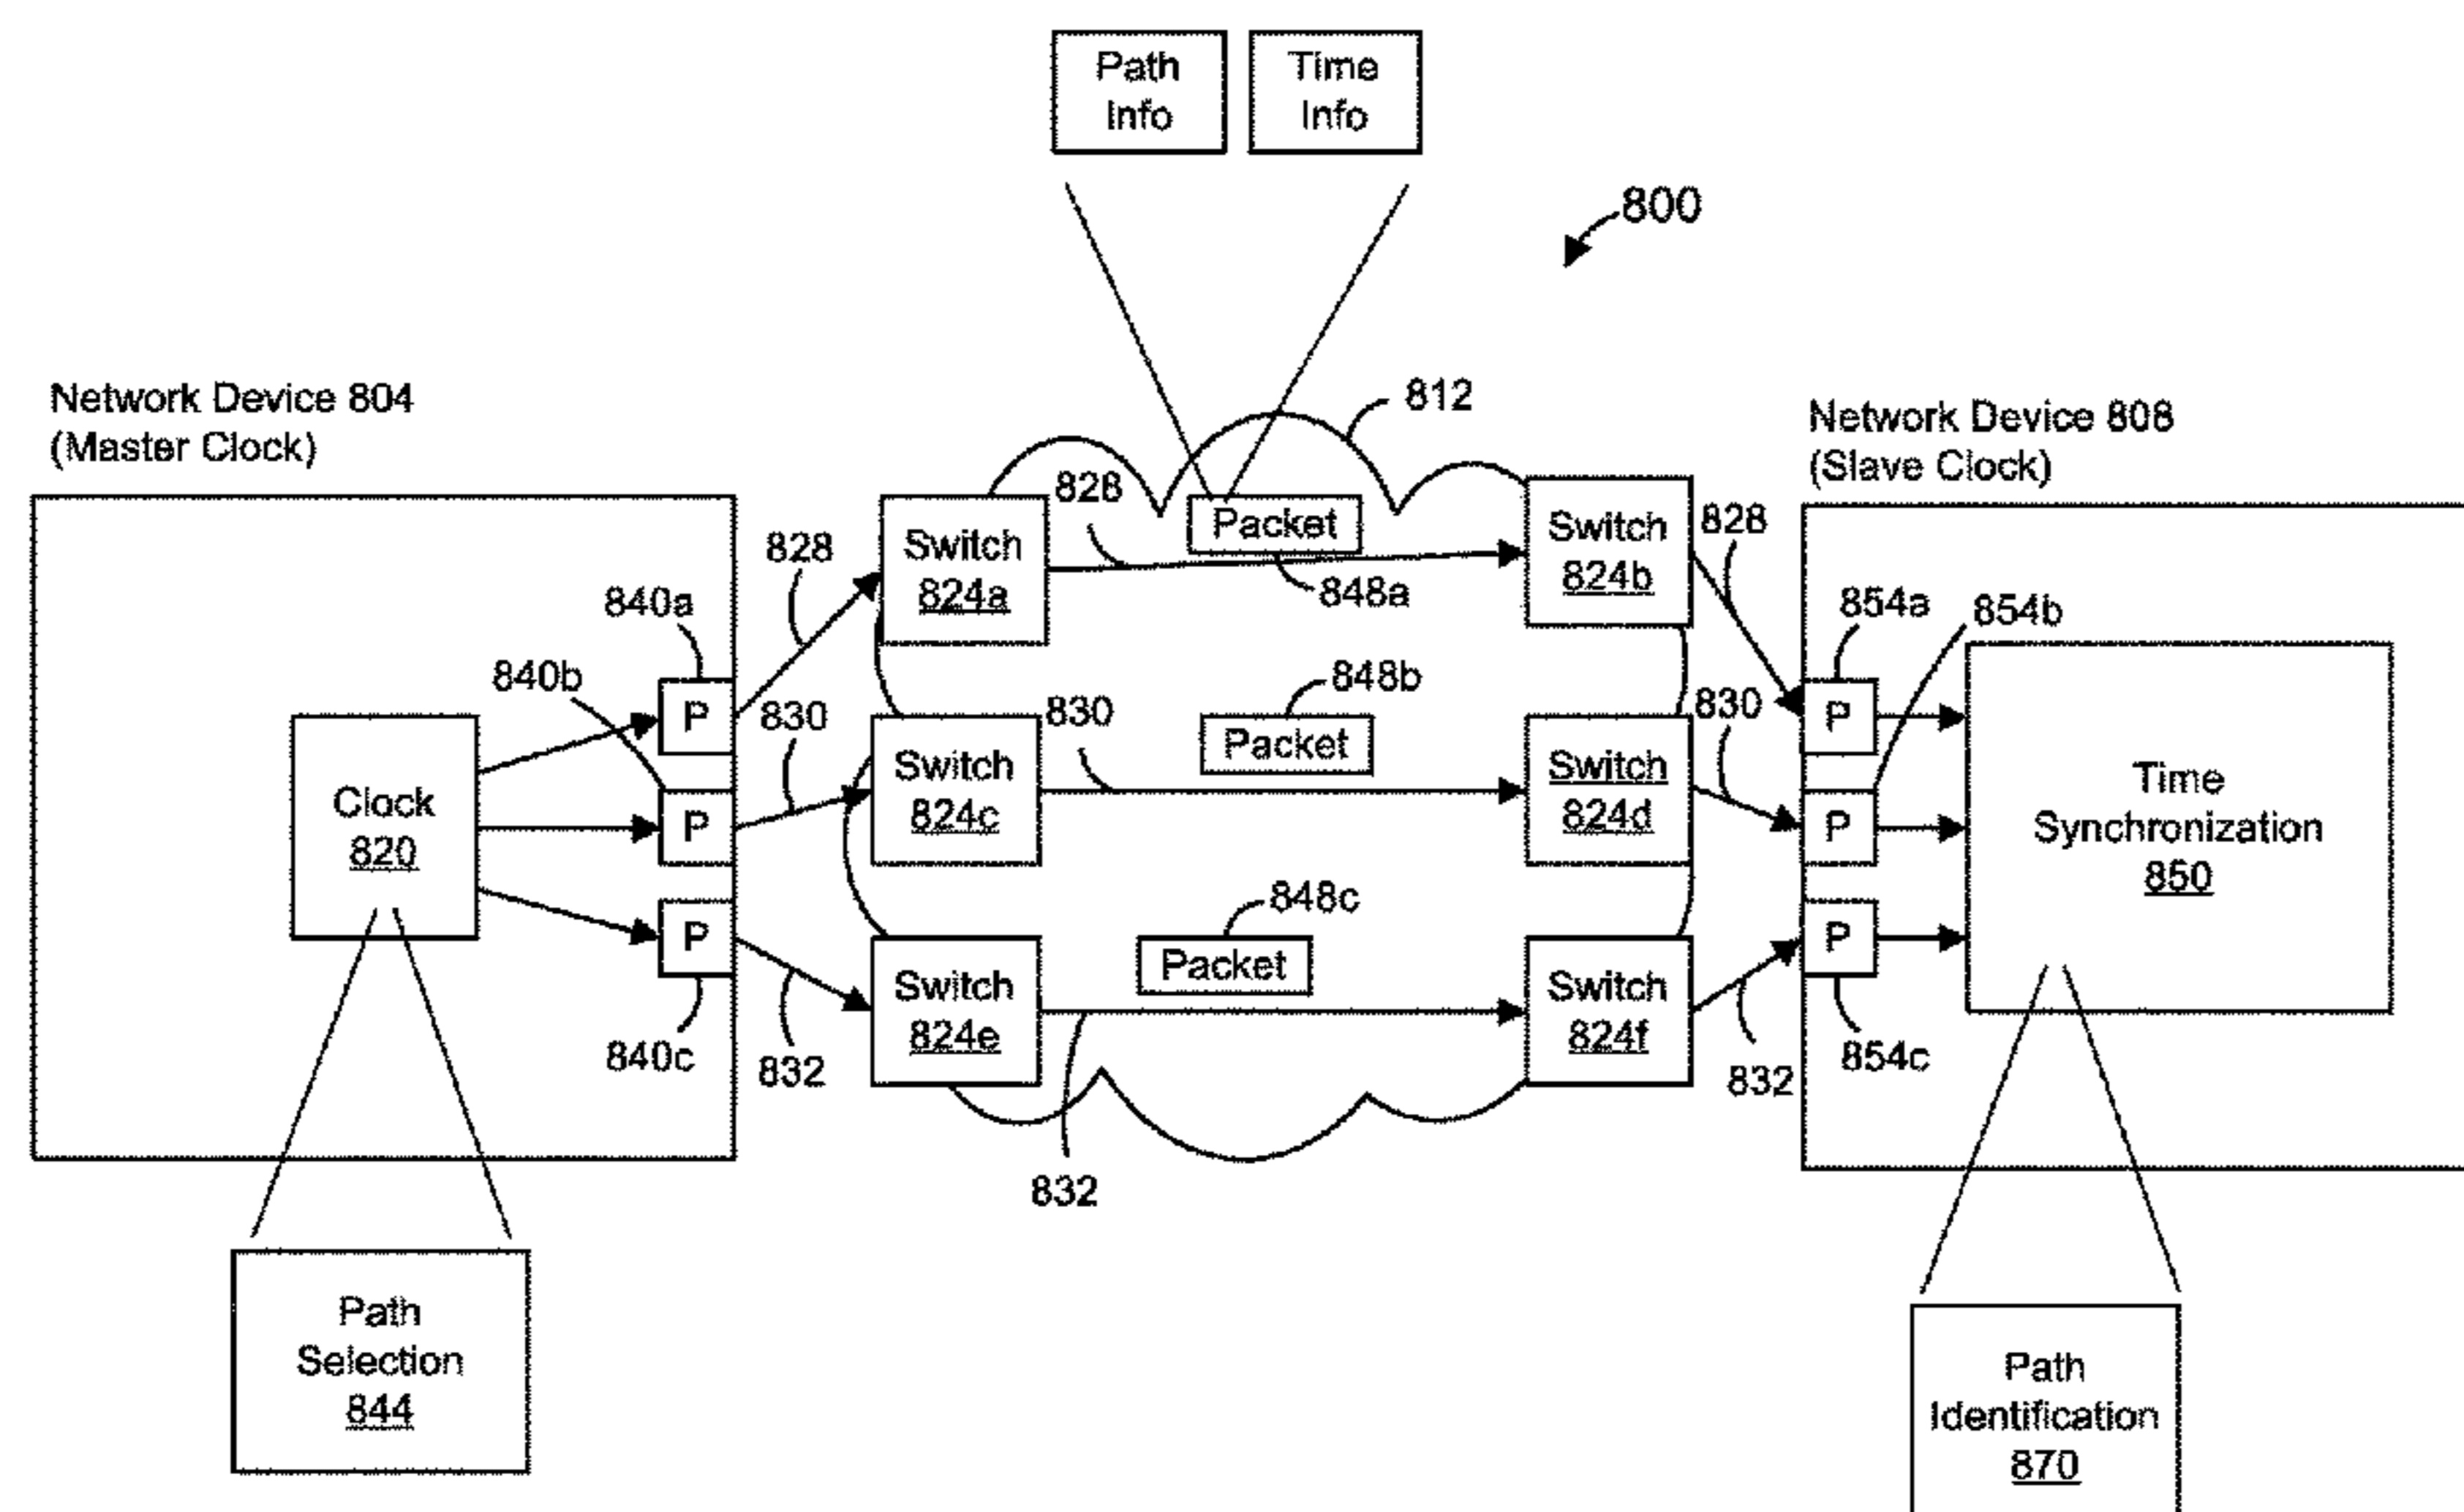 Path
Info
Time
Info
800
Network Device 804
(Master Clock)
812
Network Device 808
(Slave Clock)
828
Packet
848a
828
Switch
824a
Switch
824b
828
840a
840b
P
P
P
840c
Clock
820
830
832
848b
830
Packet
Switch
824c
Switch
824d
830
848c
Packet
Switch
824e
Switch
824f
832
832
854a
854b
P
P
P
854c
Time
Synchronization
850
Path
Selection
844
Path
Identification
870